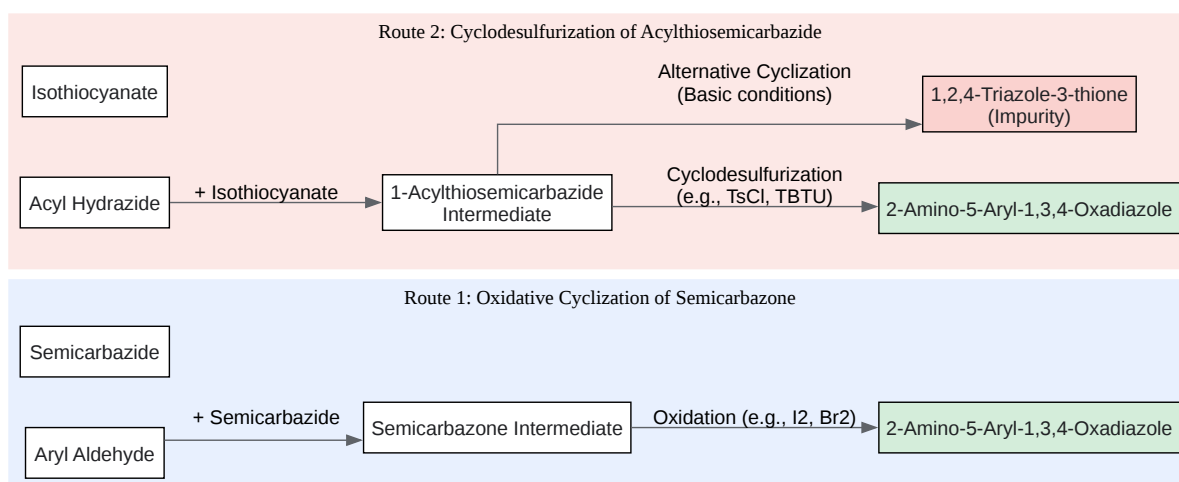 Route 2: Cyclodesulfurization of Acylthiosemicarbazide
Isothiocyanate
Alternative Cyclization
(Basic conditions)
1,2,4-Triazole-3-thione
(Impurity)
Acyl Hydrazide
+ Isothiocyanate
1-Acylthiosemicarbazide
Intermediate
Cyclodesulfurization
(e.g., TsCl, TBTU)
2-Amino-5-Aryl-1,3,4-Oxadiazole
Route 1: Oxidative Cyclization of Semicarbazone
Semicarbazide
Aryl Aldehyde
+ Semicarbazide
Semicarbazone Intermediate
Oxidation (e.g., I2, Br2)
2-Amino-5-Aryl-1,3,4-Oxadiazole